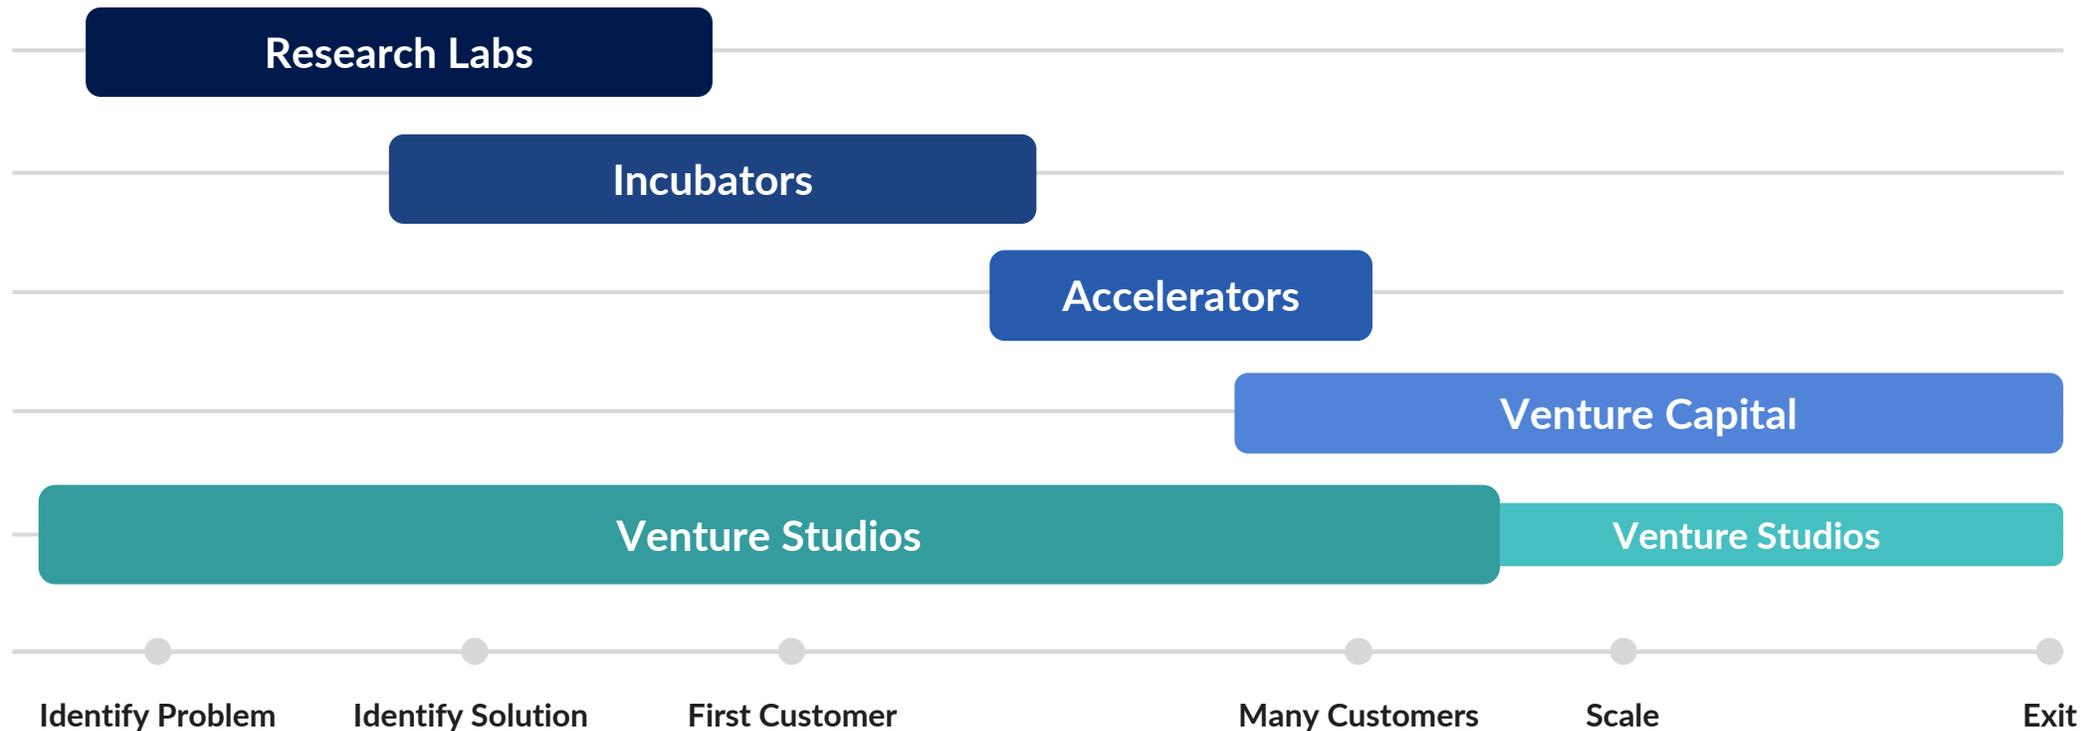 Research Labs
Incubators
Accelerators
Venture Capital
Venture Studios
Venture Studios
Identify Problem
Identify Solution
First Customer
Many Customers
Scale
Exit